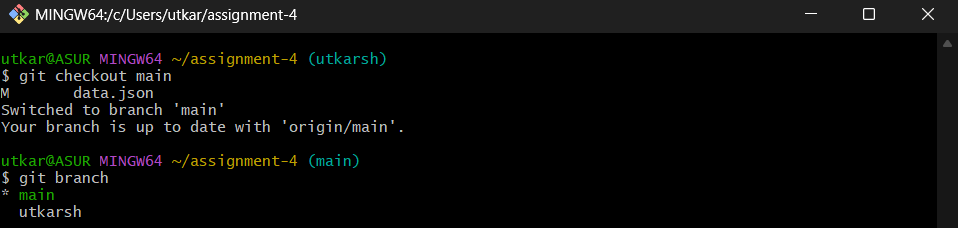 MINGW64:/c/Users/utkar/assignment-4
utkar@ASUR MINGW64 ~/assignment-4 (utkarsh)
$ git checkout main
M       data.json
Switched to branch 'main'
Your branch is up to date with 'origin/main'.
utkar@ASUR MINGW64 ~/assignment-4 (main)
$ git branch
* main
  utkarsh